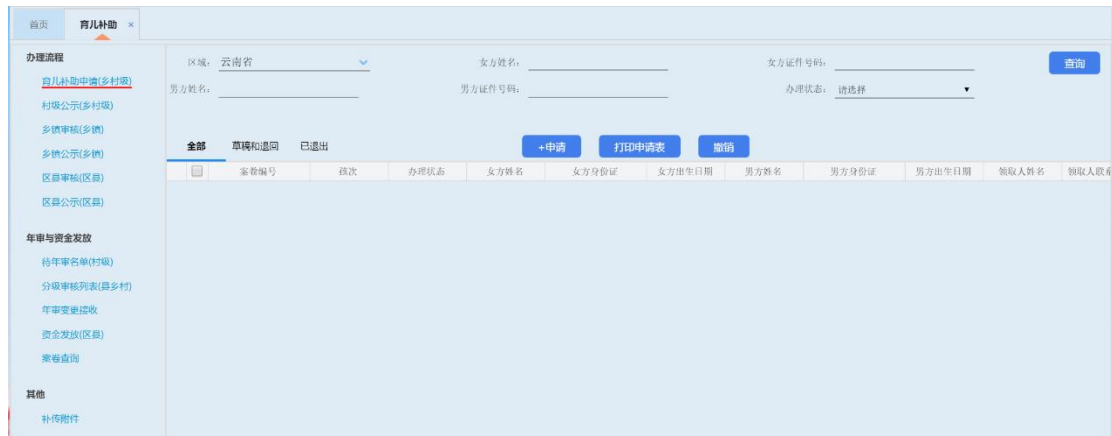 首页 育儿补助 ×
办理流程
育儿补助申请(乡村级)
村级公示(乡村级)
乡镇审核(乡镇)
乡镇公示(乡镇)
区县审核(区县)
区县公示(区县)
年审与资金发放
待年审名单(村级)
分级审核列表(县乡村)
年审变更接收
资金发放(区县)
案卷查询
其他
补传附件
区域: 云南省 女方姓名: 女方证件号码: 查询
男方姓名: 男方证件号码: 办理状态: 请选择
全部 草稿和退回 已退出 +申请 打印申请表 撤销
案卷编号 孩次 办理状态 女方姓名 女方身份证 女方出生日期 男方姓名 男方身份证 男方出生日期 领取人姓名 领取人联系